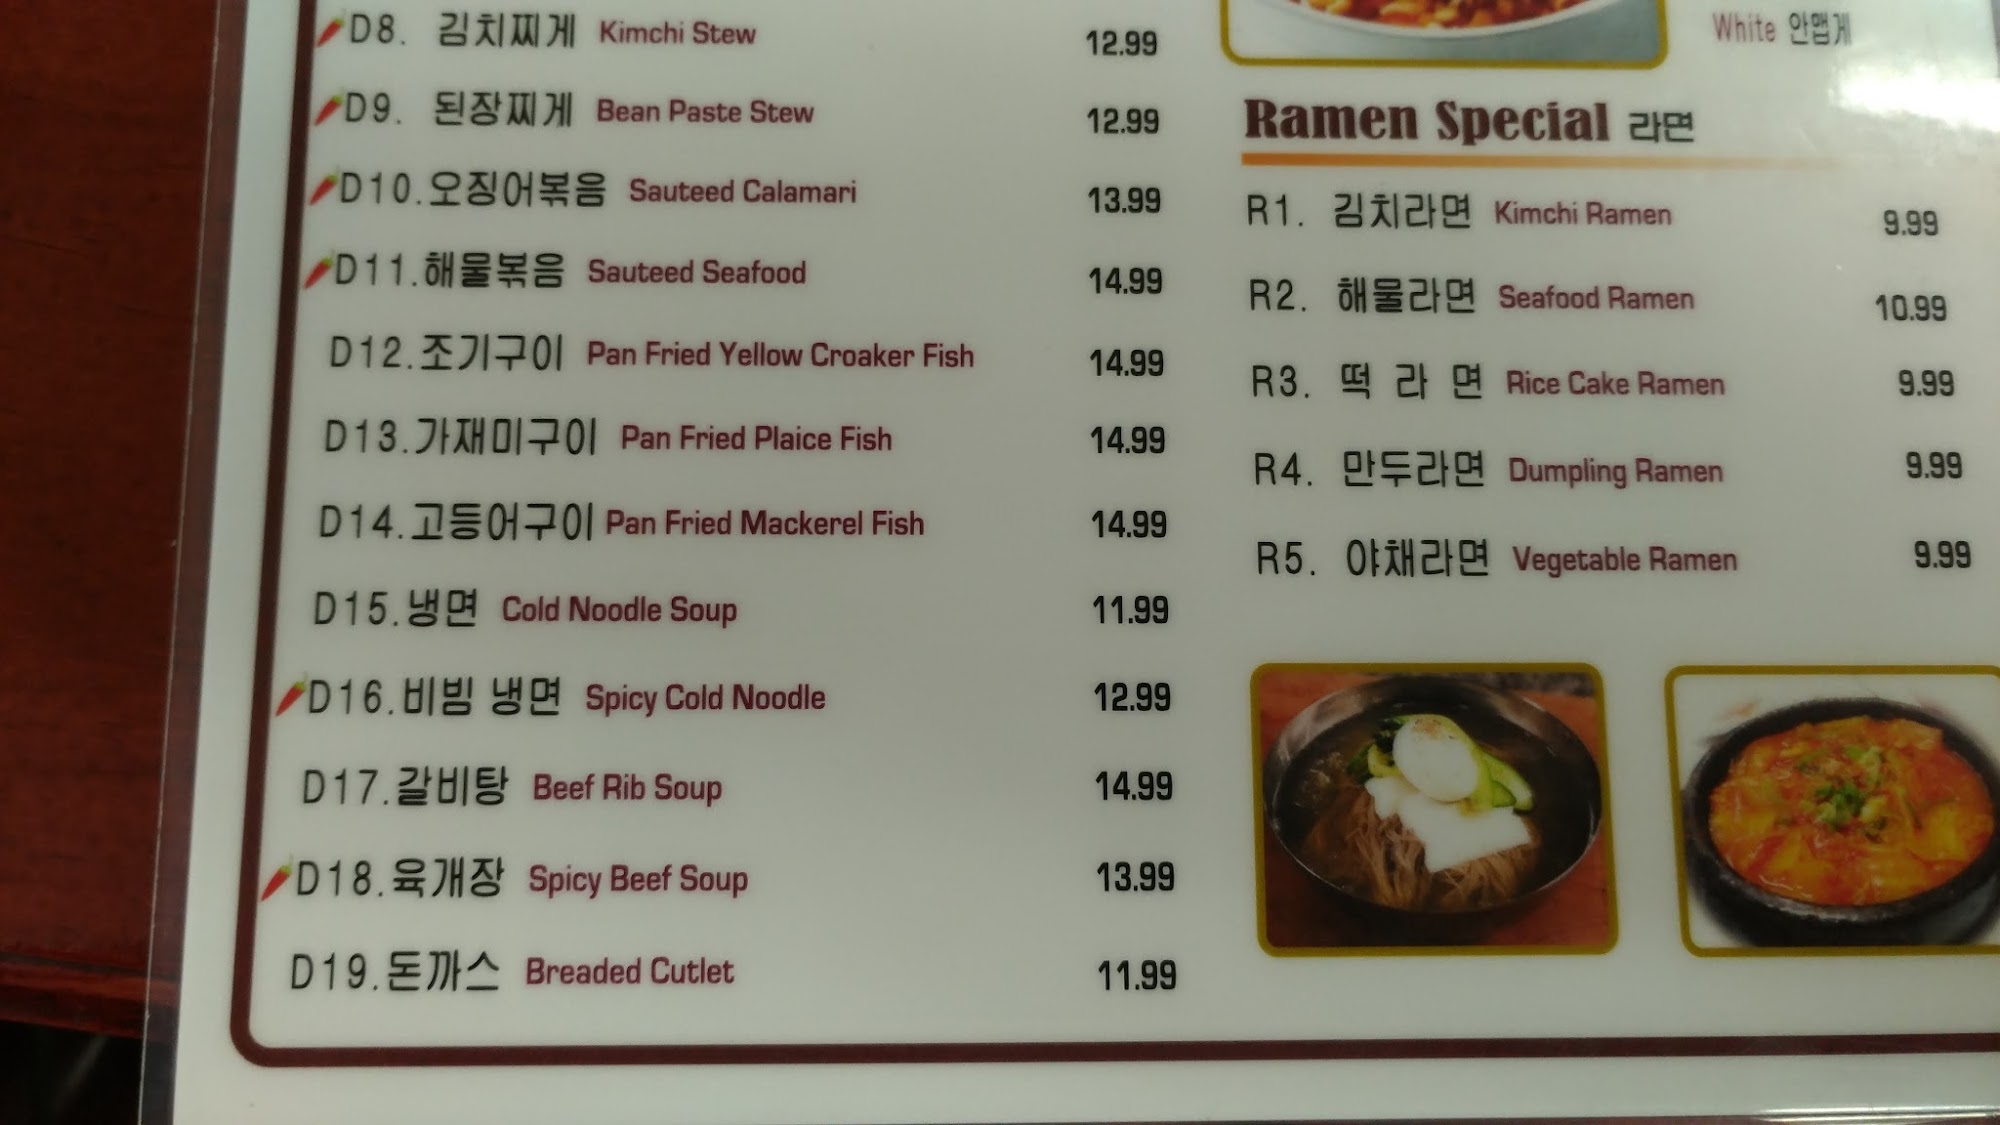 D8. 김치찌게 Kimchi Stew 12.99
D9. 된장찌게 Bean Paste Stew 12.99
D10.오징어볶음 Sauteed Calamari 13.99
D11.해물볶음 Sauteed Seafood 14.99
D12.조기구이 Pan Fried Yellow Croaker Fish 14.99
D13.가재미구이 Pan Fried Plaice Fish 14.99
D14.고등어구이 Pan Fried Mackerel Fish 14.99
D15.냉면 Cold Noodle Soup 11.99
D16.비빔 냉면 Spicy Cold Noodle 12.99
D17.갈비탕 Beef Rib Soup 14.99
D18.육개장 Spicy Beef Soup 13.99
D19.돈까스 Breaded Cutlet 11.99
White 안맵게
Ramen Special 라면
R1. 김치라면 Kimchi Ramen 9.99
R2. 해물라면 Seafood Ramen 10.99
R3. 떡 라 면 Rice Cake Ramen 9.99
R4. 만두라면 Dumpling Ramen 9.99
R5. 야채라면 Vegetable Ramen 9.99